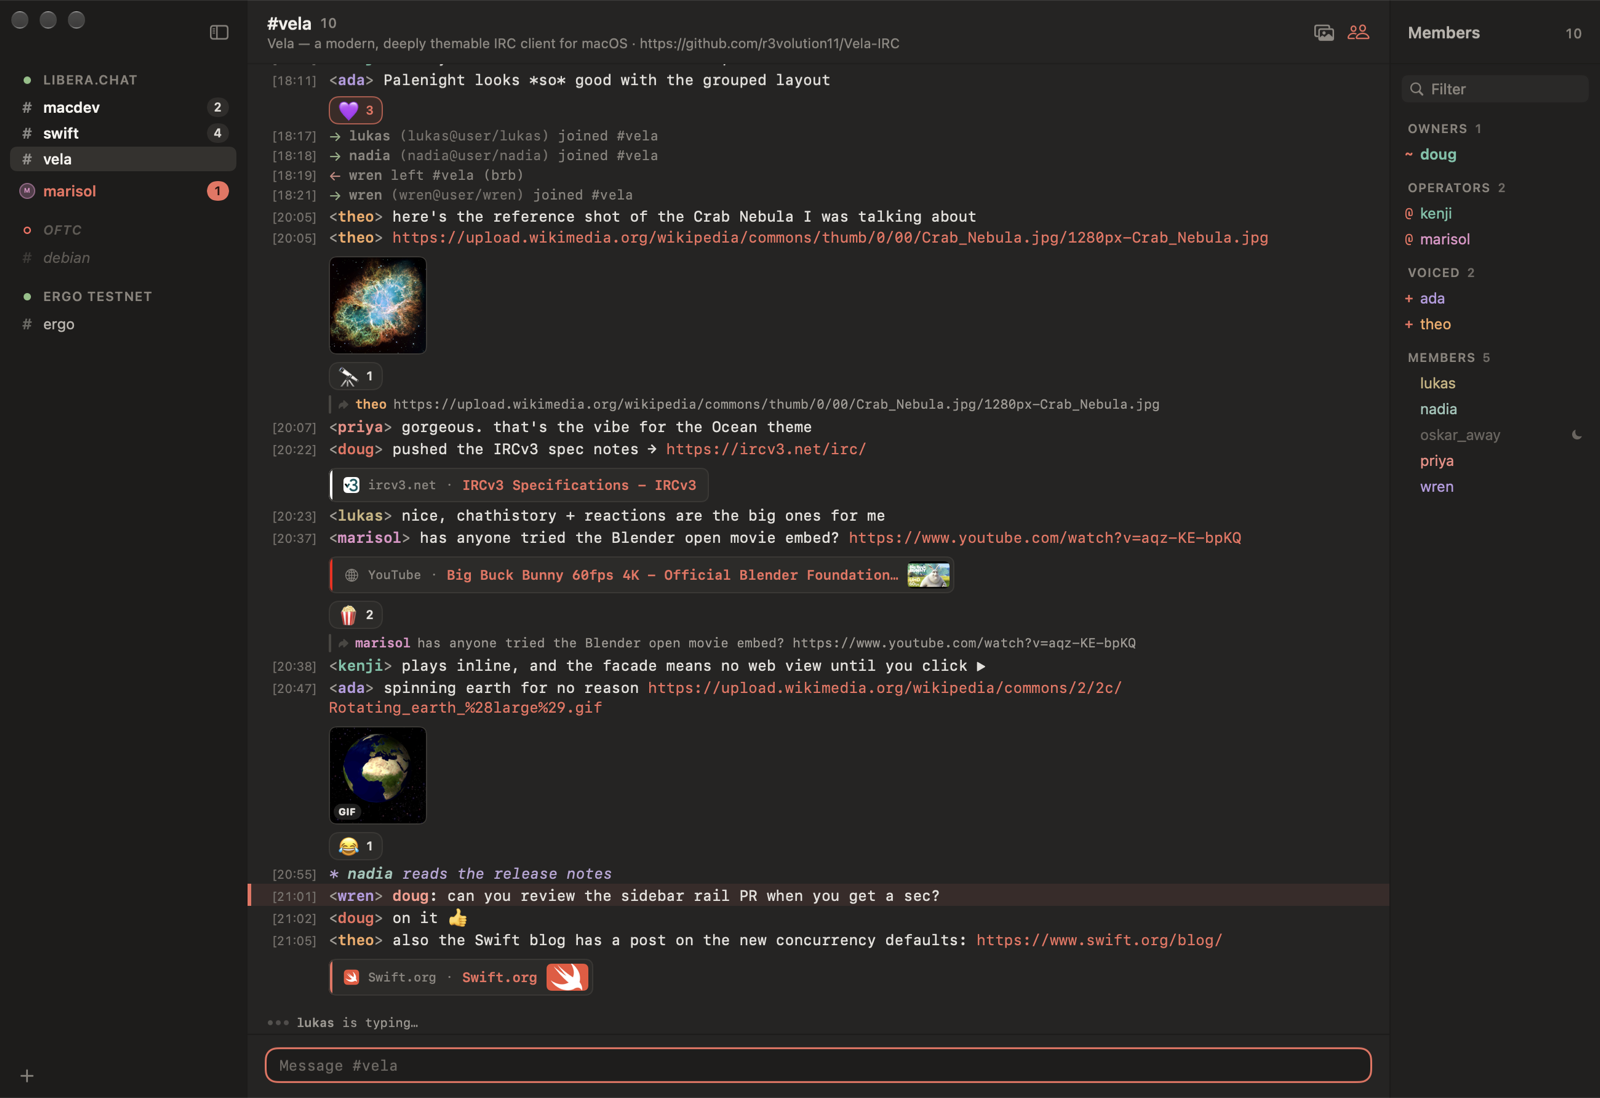 #vela 10
Vela — a modern, deeply themable IRC client for macOS · https://github.com/r3volution11/Vela-IRC
LIBERA.CHAT
# macdev 2
# swift 4
# vela
M marisol 1
OFTC
# debian
ERGO TESTNET
# ergo
[18:11] <ada> Palenight looks *so* good with the grouped layout
💜 3
[18:17] → lukas (lukas@user/lukas) joined #vela
[18:18] → nadia (nadia@user/nadia) joined #vela
[18:19] ← wren left #vela (brb)
[18:21] → wren (wren@user/wren) joined #vela
[20:05] <theo> here's the reference shot of the Crab Nebula I was talking about
[20:05] <theo> https://upload.wikimedia.org/wikipedia/commons/thumb/0/00/Crab_Nebula.jpg/1280px-Crab_Nebula.jpg
🔭 1
theo https://upload.wikimedia.org/wikipedia/commons/thumb/0/00/Crab_Nebula.jpg/1280px-Crab_Nebula.jpg
[20:07] <priya> gorgeous. that's the vibe for the Ocean theme
[20:22] <doug> pushed the IRCv3 spec notes → https://ircv3.net/irc/
v3 ircv3.net · IRCv3 Specifications – IRCv3
[20:23] <lukas> nice, chathistory + reactions are the big ones for me
[20:37] <marisol> has anyone tried the Blender open movie embed? https://www.youtube.com/watch?v=aqz-KE-bpKQ
YouTube · Big Buck Bunny 60fps 4K – Official Blender Foundation…
🍿 2
marisol has anyone tried the Blender open movie embed? https://www.youtube.com/watch?v=aqz-KE-bpKQ
[20:38] <kenji> plays inline, and the facade means no web view until you click ▶
[20:47] <ada> spinning earth for no reason https://upload.wikimedia.org/wikipedia/commons/2/2c/
Rotating_earth_%28large%29.gif
GIF
😂 1
[20:55] * nadia reads the release notes
[21:01] <wren> doug: can you review the sidebar rail PR when you get a sec?
[21:02] <doug> on it 👍
[21:05] <theo> also the Swift blog has a post on the new concurrency defaults: https://www.swift.org/blog/
Swift.org · Swift.org
lukas is typing…
Message #vela
+
Members 10
Filter
OWNERS 1
~ doug
OPERATORS 2
@ kenji
@ marisol
VOICED 2
+ ada
+ theo
MEMBERS 5
lukas
nadia
oskar_away
priya
wren